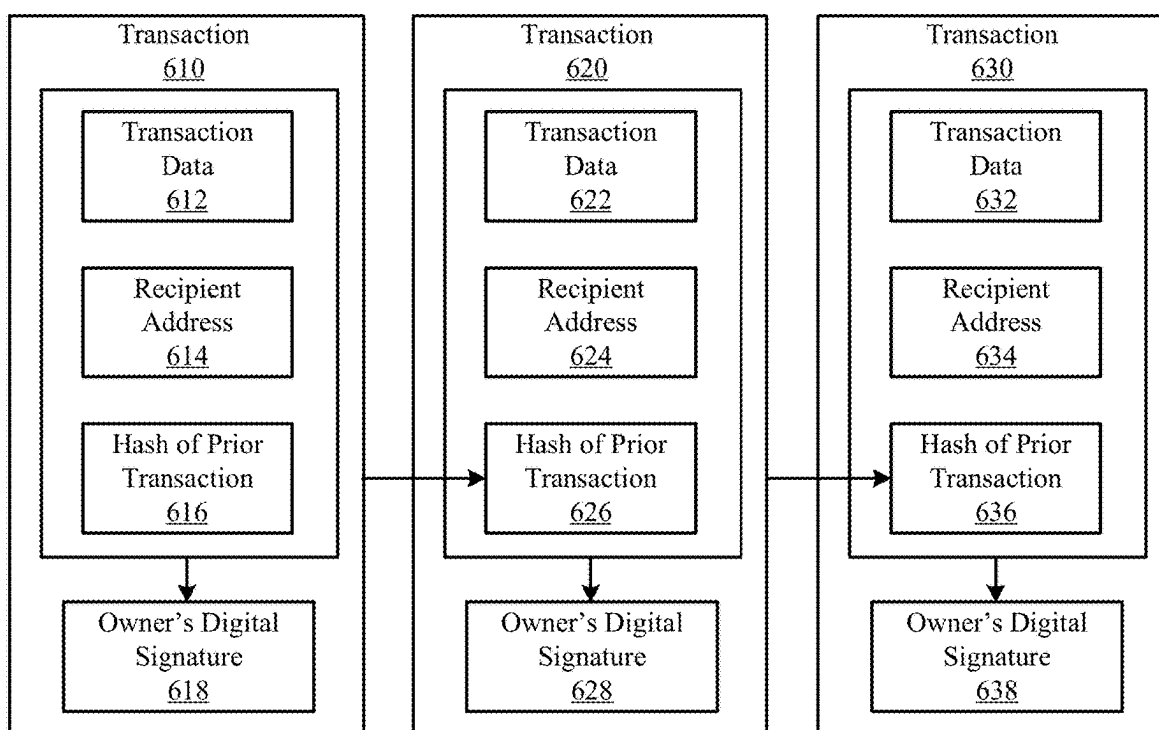 Transaction
610
Transaction
Data
612
Recipient
Address
614
Hash of Prior
Transaction
616
Owner's Digital
Signature
618
Transaction
620
Transaction
Data
622
Recipient
Address
624
Hash of Prior
Transaction
626
Owner's Digital
Signature
628
Transaction
630
Transaction
Data
632
Recipient
Address
634
Hash of Prior
Transaction
636
Owner's Digital
Signature
638